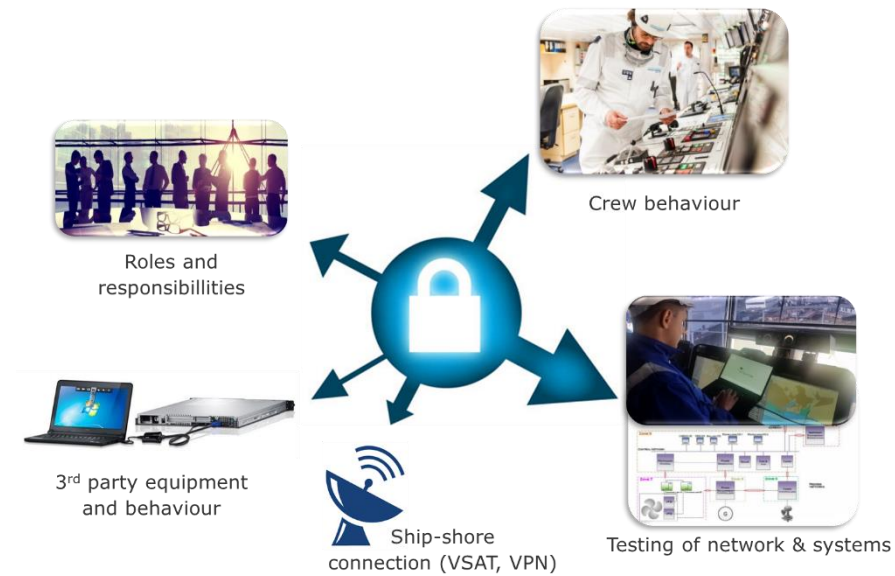 Crew behaviour
Roles and
responsibillities
3rd party equipment
and behaviour
Ship-shore
connection (VSAT, VPN)
Testing of network & systems